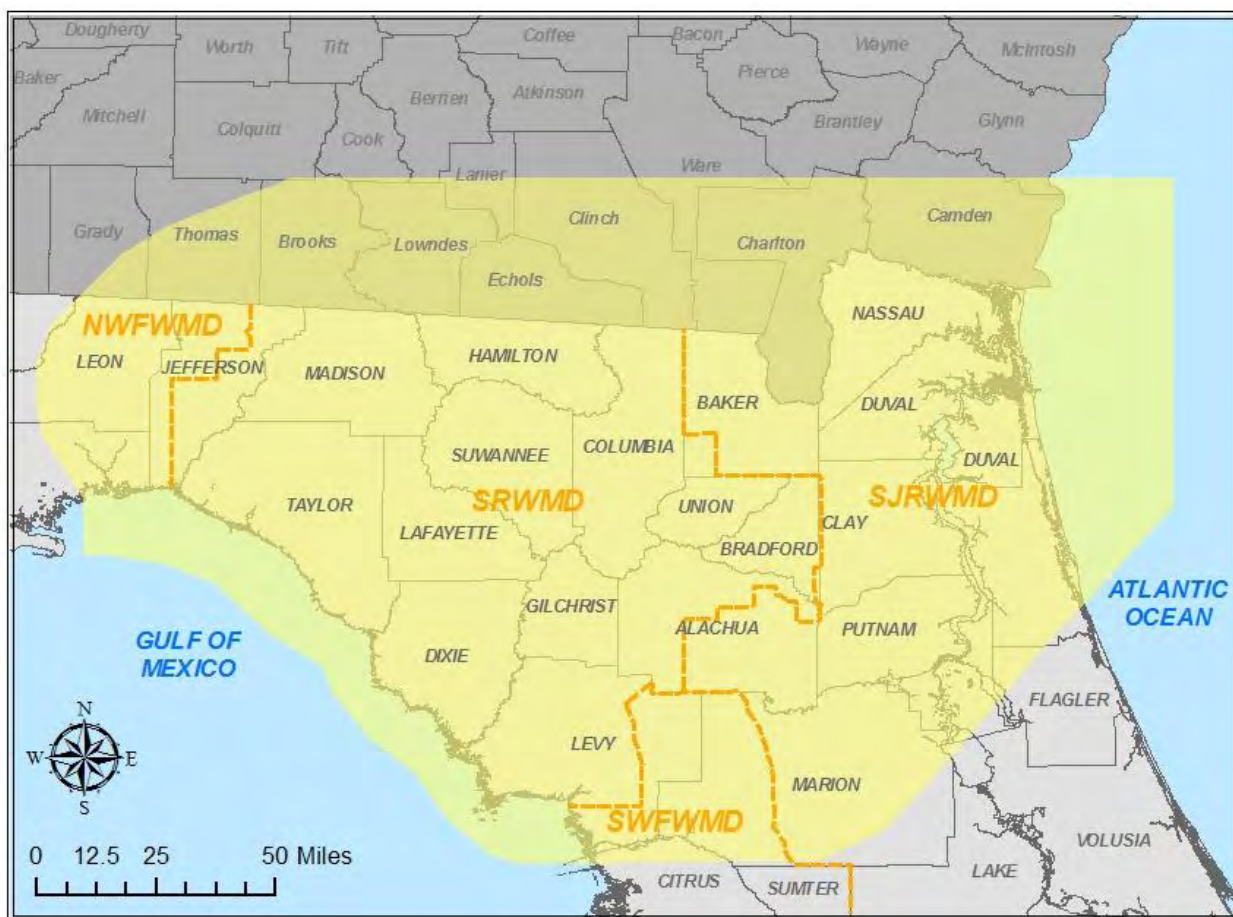 Dougherty
Worth
Tift
Coffee
Bacon
Wayne
McIntosh
Baker
Mitchell
Colquitt
Cook
Berrien
Atkinson
Pierce
Brantley
Glynn
Lanier
Ware
Grady
Thomas
Brooks
Lowndes
Clinch
Echols
Charlton
Camden
NWFWMD
LEON
JEFFERSON
MADISON
HAMILTON
BAKER
NASSAU
DUVAL
DUVAL
SUWANNEE
COLUMBIA
TAYLOR
SRWMD
LAFAYETTE
UNION
BRADFORD
SJRWMD
CLAY
GILCHRIST
ALACHUA
PUTNAM
ATLANTIC
OCEAN
GULF OF
MEXICO
DIXIE
FLAGLER
LEVY
MARION
SWFWMD
VOLUSIA
CITRUS
SUMTER
LAKE
N
W
E
S
0 12.5 25 50 Miles